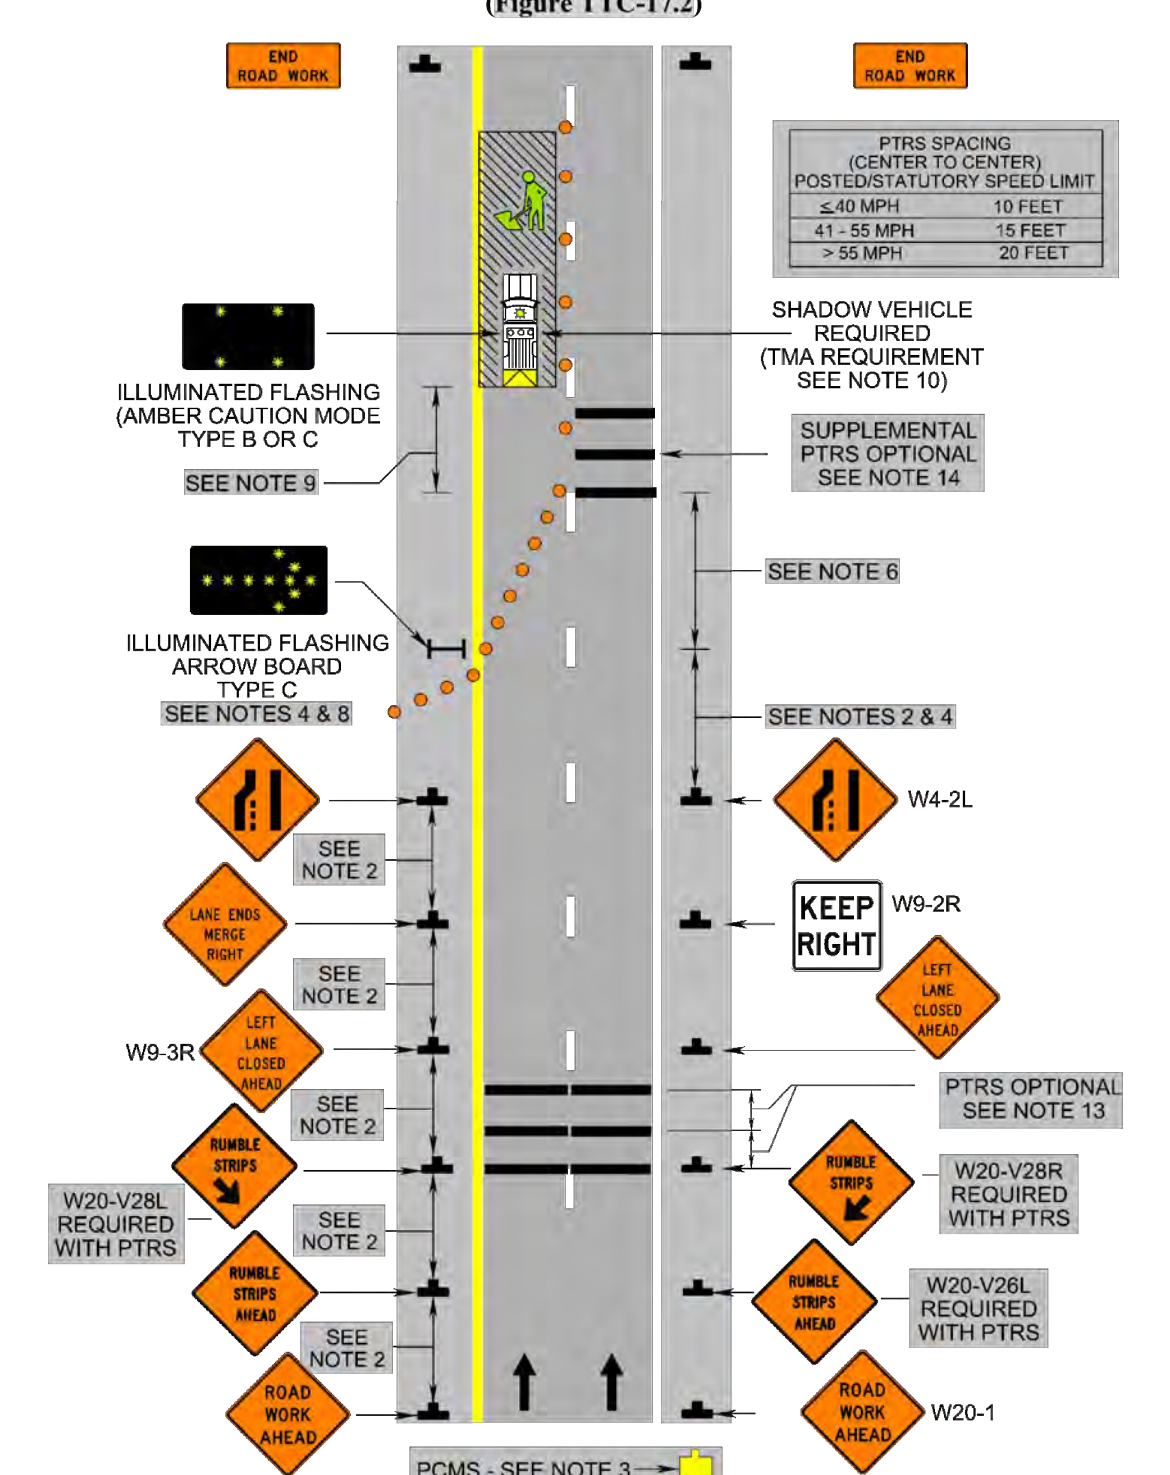 (Figure TTC-17.2)
END
ROAD WORK
END
ROAD WORK
PTRS SPACING
(CENTER TO CENTER)
POSTED/STATUTORY SPEED LIMIT
≤40 MPH 10 FEET
41 - 55 MPH 15 FEET
> 55 MPH 20 FEET
SHADOW VEHICLE
REQUIRED
(TMA REQUIREMENT
SEE NOTE 10)
ILLUMINATED FLASHING
(AMBER CAUTION MODE
TYPE B OR C
SEE NOTE 9
SUPPLEMENTAL
PTRS OPTIONAL
SEE NOTE 14
SEE NOTE 6
ILLUMINATED FLASHING
ARROW BOARD
TYPE C
SEE NOTES 4 & 8
SEE NOTES 2 & 4
W4-2L
SEE
NOTE 2
LANE ENDS
MERGE
RIGHT
KEEP
RIGHT
W9-2R
SEE
NOTE 2
LEFT
LANE
CLOSED
AHEAD
W9-3R
LEFT
LANE
CLOSED
AHEAD
SEE
NOTE 2
PTRS OPTIONAL
SEE NOTE 13
RUMBLE
STRIPS
W20-V28L
REQUIRED
WITH PTRS
RUMBLE
STRIPS
W20-V28R
REQUIRED
WITH PTRS
SEE
NOTE 2
RUMBLE
STRIPS
AHEAD
RUMBLE
STRIPS
AHEAD
W20-V26L
REQUIRED
WITH PTRS
SEE
NOTE 2
ROAD
WORK
AHEAD
ROAD
WORK
AHEAD
W20-1
PCMS - SEE NOTE 3